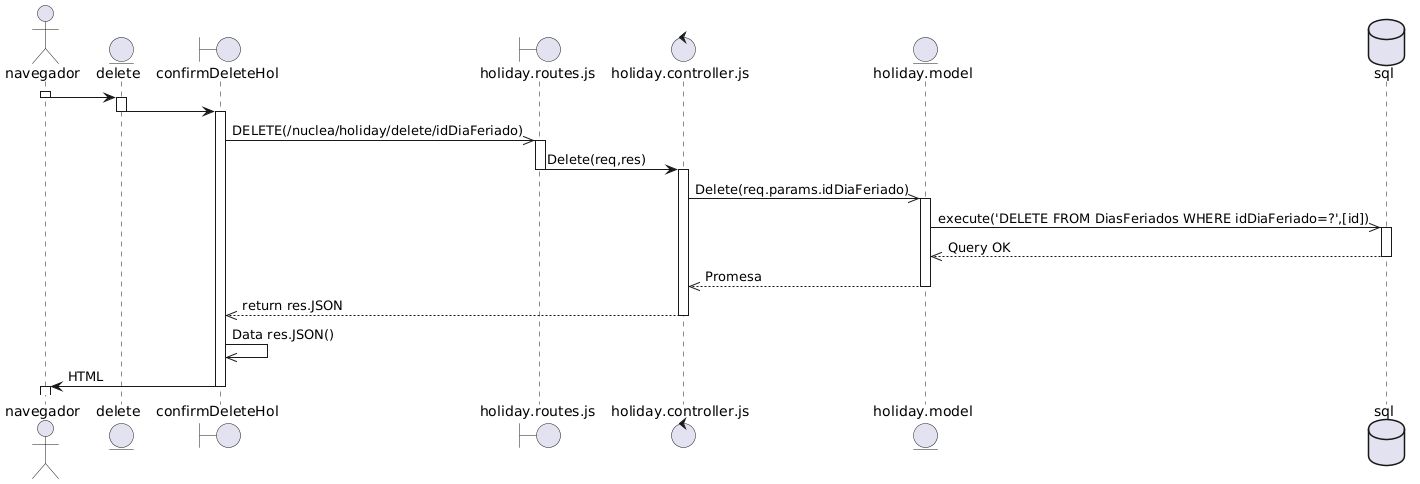 navegador delete confirmDeleteHol holiday.routes.js holiday.controller.js holiday.model sql
DELETE(/nuclea/holiday/delete/idDiaFeriado)
Delete(req,res)
Delete(req.params.idDiaFeriado)
execute('DELETE FROM DiasFeriados WHERE idDiaFeriado=?',[id])
Query OK
Promesa
return res.JSON
Data res.JSON()
HTML
navegador delete confirmDeleteHol holiday.routes.js holiday.controller.js holiday.model sql